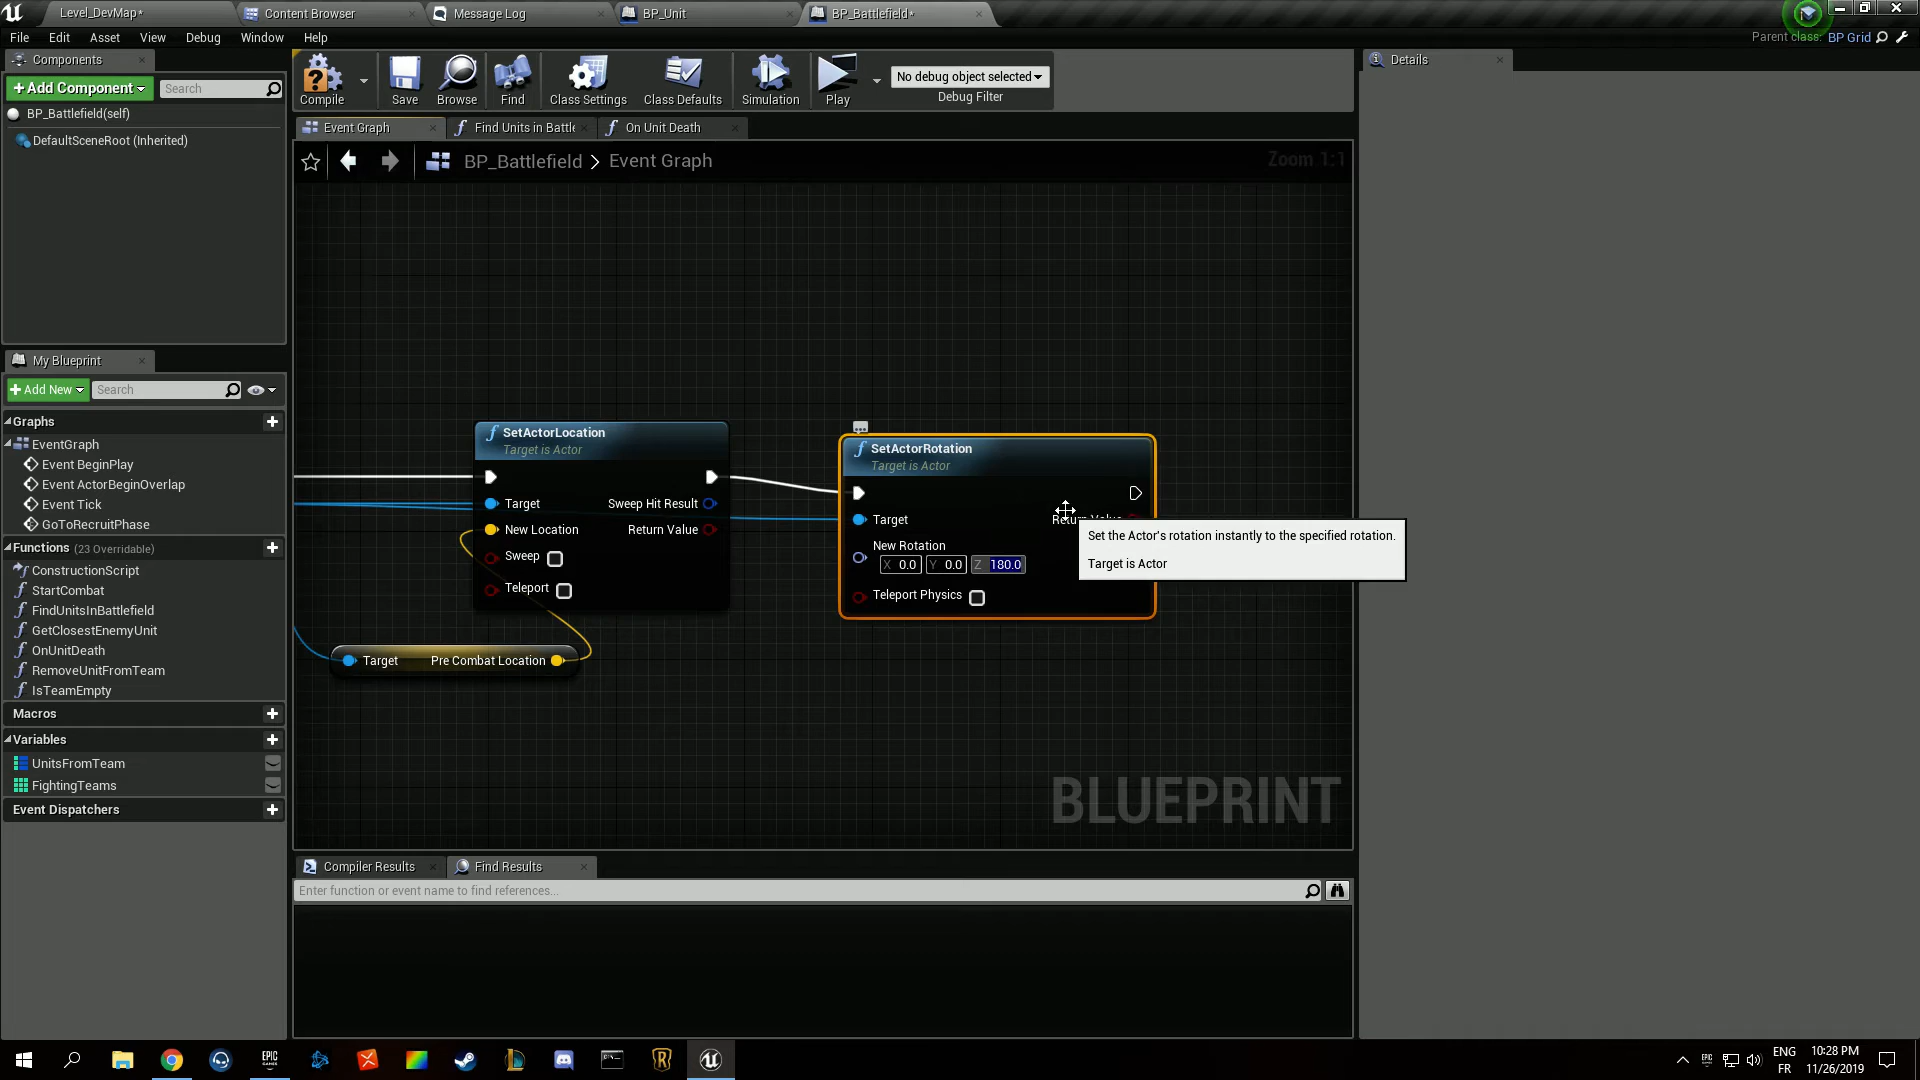 Level_DevMap*
Content Browser
Message Log
BP_Unit
BP_Battlefield*
File Edit Asset View Debug Window Help
Parent class: BP Grid
Components
+Add Component
Search
BP_Battlefield(self)
DefaultSceneRoot (Inherited)
Compile
Save
Browse
Find
Class Settings
Class Defaults
Simulation
Play
No debug object selected
Debug Filter
Details
Event Graph
Find Units in Battle
On Unit Death
BP_Battlefield > Event Graph
Zoom 1:1
My Blueprint
+Add New
Search
Graphs
EventGraph
Event BeginPlay
Event ActorBeginOverlap
Event Tick
GoToRecruitPhase
Functions (23 Overridable)
ConstructionScript
StartCombat
FindUnitsInBattlefield
GetClosestEnemyUnit
OnUnitDeath
RemoveUnitFromTeam
IsTeamEmpty
Macros
Variables
UnitsFromTeam
FightingTeams
Event Dispatchers
SetActorLocation
Target is Actor
Target Sweep Hit Result
New Location Return Value
Sweep
Teleport
Target Pre Combat Location
SetActorRotation
Target is Actor
Target Return Value
New Rotation
X 0.0 Y 0.0 Z 180.0
Teleport Physics
Set the Actor's rotation instantly to the specified rotation.
Target is Actor
BLUEPRINT
Compiler Results
Find Results
Enter function or event name to find references...
EPIC
GAMES
ENG
FR
10:28 PM
11/26/2019